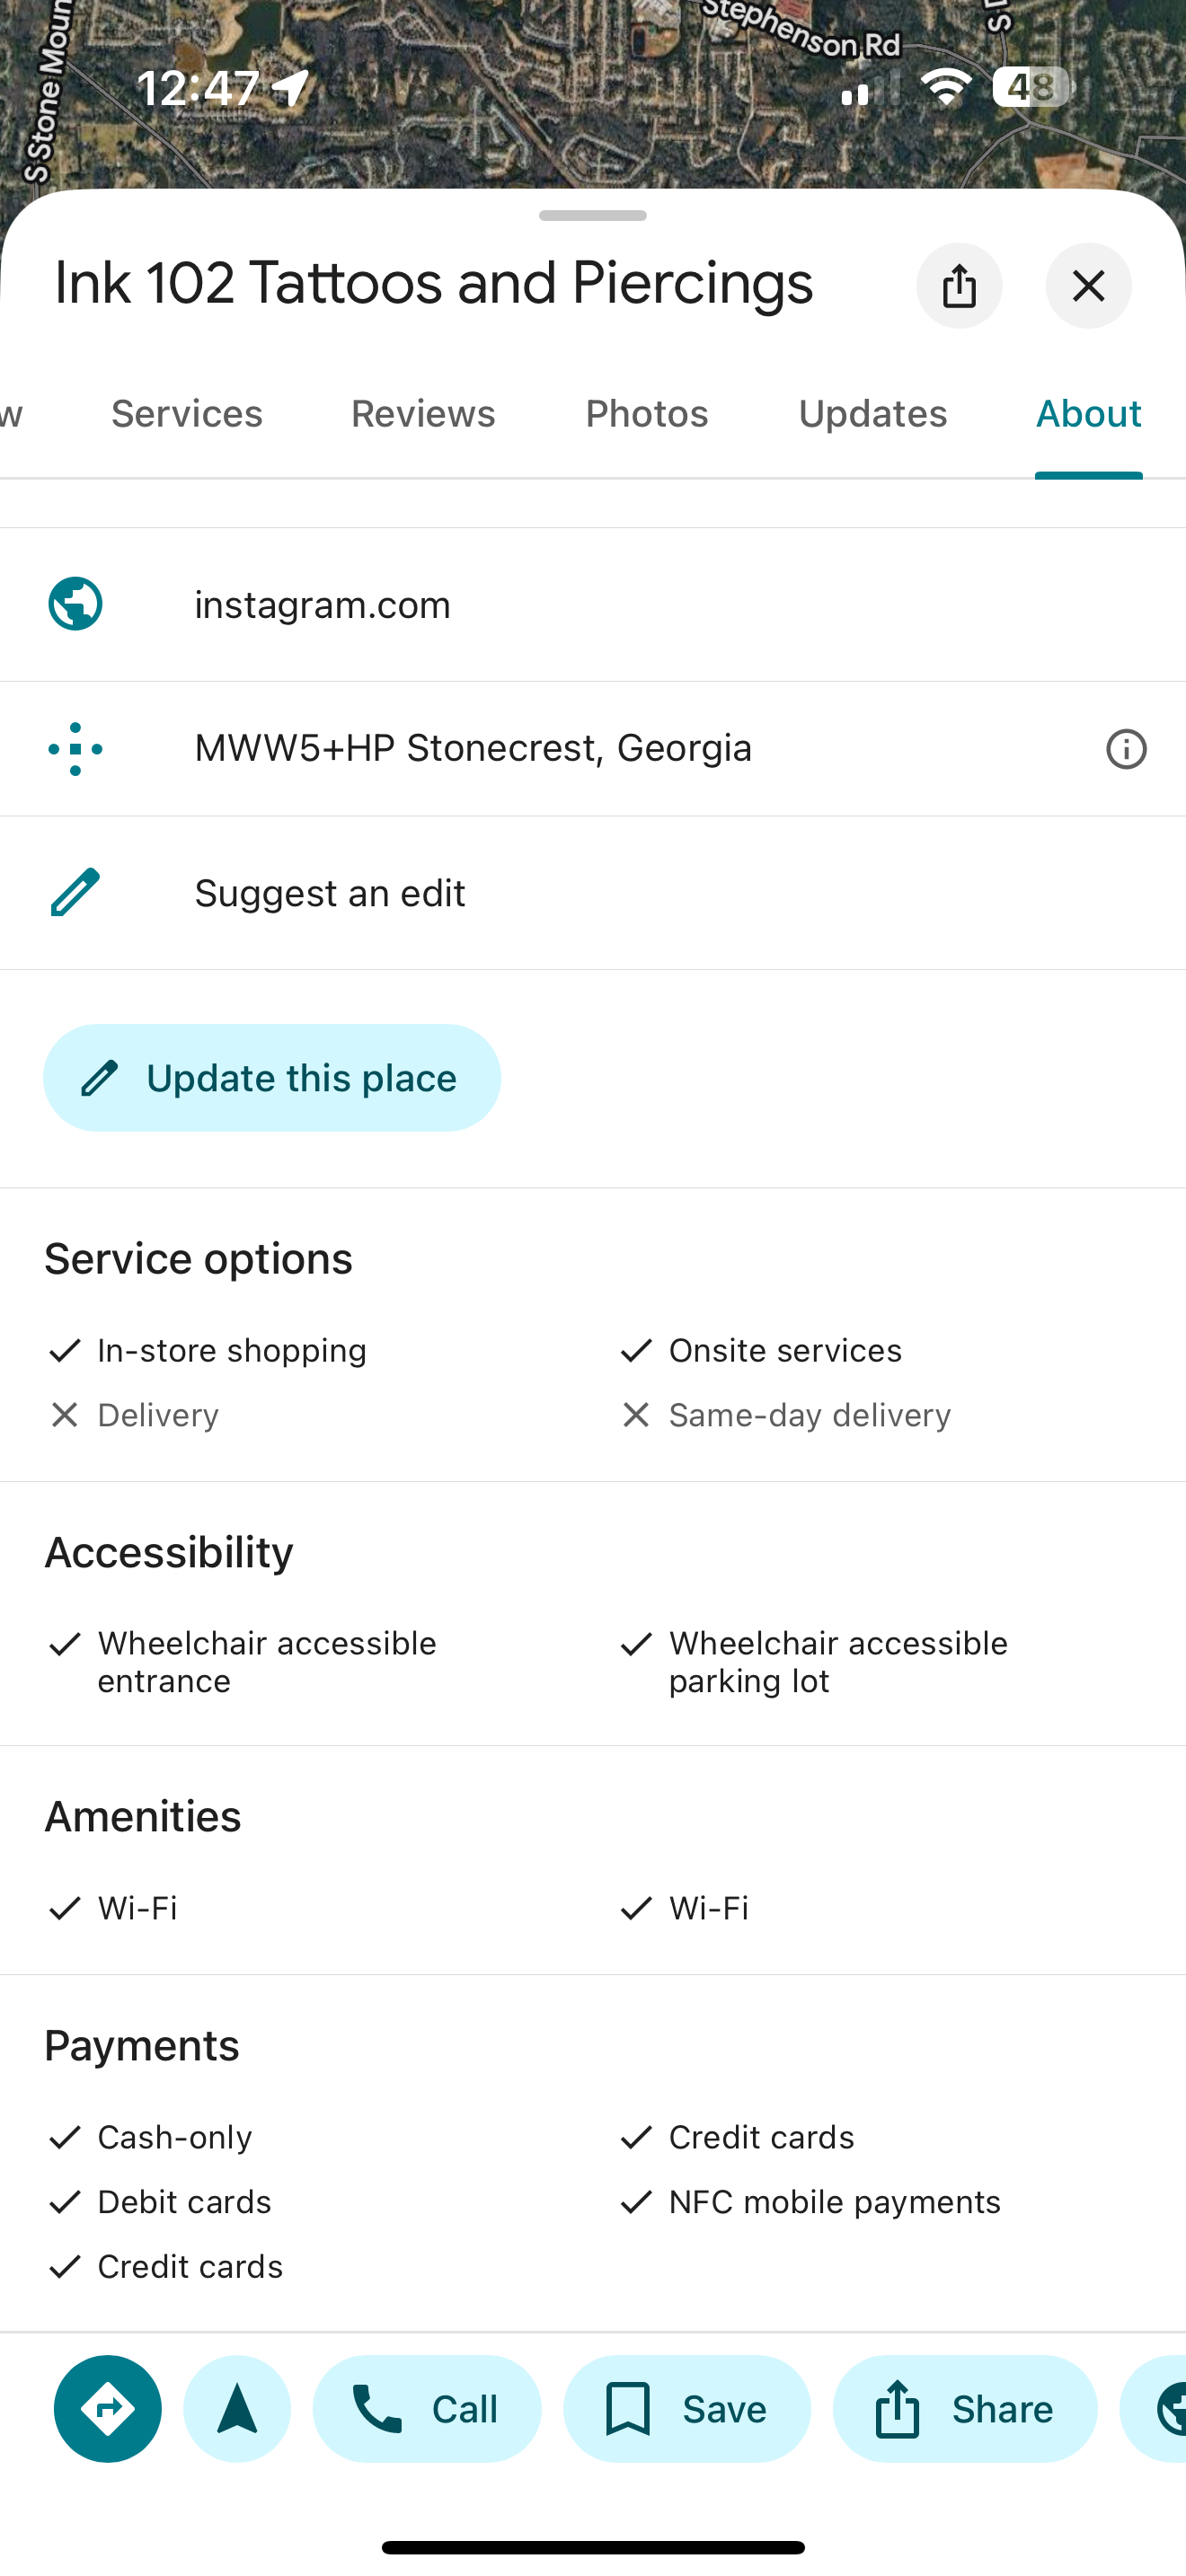 Stephenson Rd
S Stone Moun
12:47
48
Ink 102 Tattoos and Piercings
w Services Reviews Photos Updates About
instagram.com
MWW5+HP Stonecrest, Georgia
Suggest an edit
Update this place
Service options
In-store shopping
Onsite services
Delivery
Same-day delivery
Accessibility
Wheelchair accessible
entrance
Wheelchair accessible
parking lot
Amenities
Wi-Fi
Wi-Fi
Payments
Cash-only
Credit cards
Debit cards
NFC mobile payments
Credit cards
Call
Save
Share